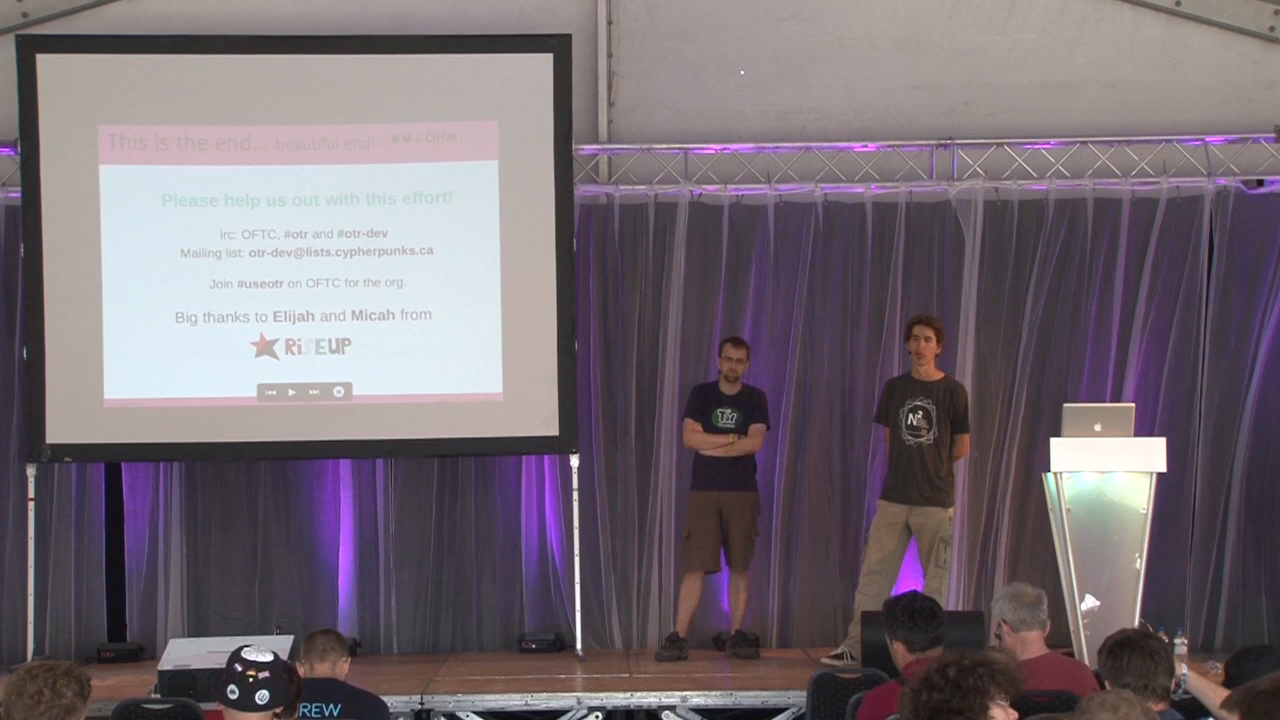 This is the end... beautiful end! OHM
Please help us out with this effort!
irc: OFTC, #otr and #otr-dev
Mailing list: otr-dev@lists.cypherpunks.ca
Join #useotr on OFTC for the org.
Big thanks to Elijah and Micah from
RiSEUP
N²
REW